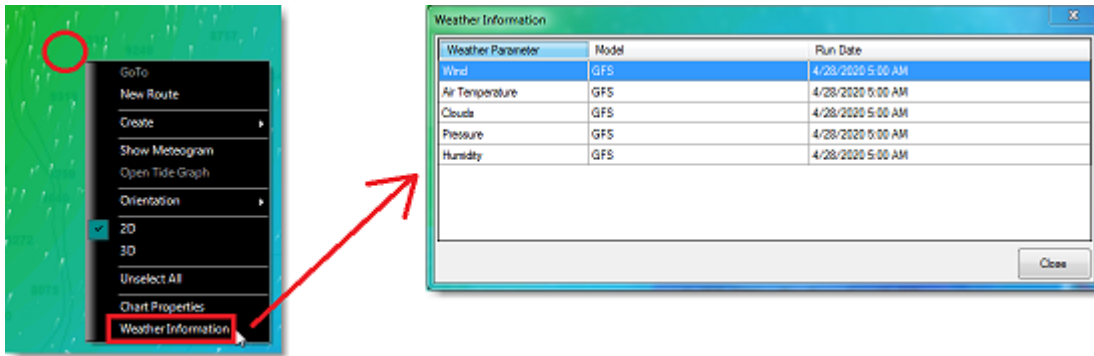 GoTo
New Route
Create
Show Meteogram
Open Tide Graph
Orientation
2D
3D
Unselect All
Chart Properties
Weather Information
Weather Information
Weather Parameter Model Run Date
Wind GFS 4/28/2020 5:00 AM
Air Temperature GFS 4/28/2020 5:00 AM
Clouds GFS 4/28/2020 5:00 AM
Pressure GFS 4/28/2020 5:00 AM
Humidity GFS 4/28/2020 5:00 AM
Close